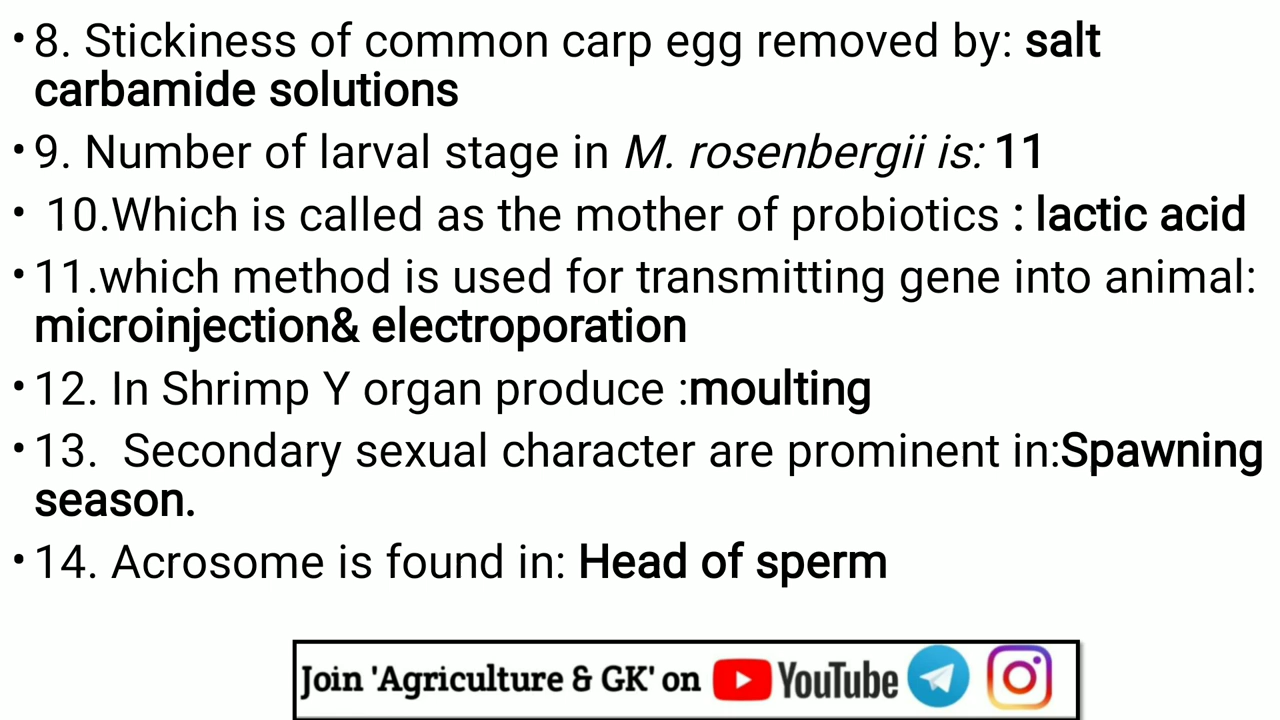 •8. Stickiness of common carp egg removed by: salt
carbamide solutions
•9. Number of larval stage in M. rosenbergii is: 11
• 10.Which is called as the mother of probiotics : lactic acid
•11.which method is used for transmitting gene into animal:
microinjection& electroporation
•12. In Shrimp Y organ produce :moulting
•13.  Secondary sexual character are prominent in:Spawning
season.
•14. Acrosome is found in: Head of sperm
Join 'Agriculture & GK' on YouTube